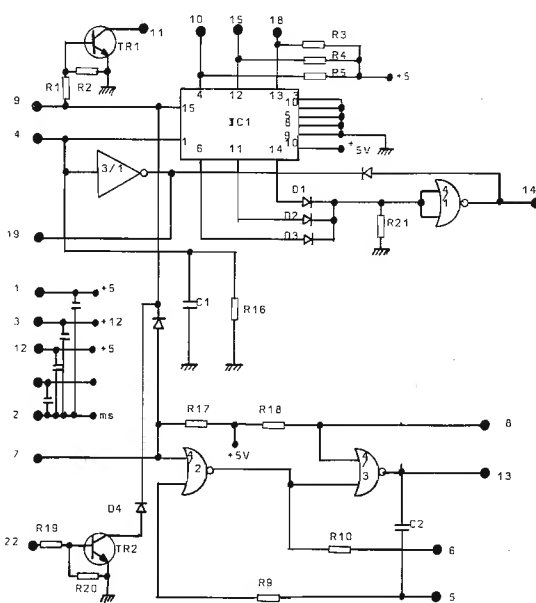 10 15 18
11 TR1
R3
R4
R5 +5
R1 R2
9 15 4 12 13 3
10
IC1 5
8
4 1 9
6 11 14 10
+5V
3/1
D1
4
1 14
D2
R21
19 D3
C1 R16
1 +5
3 +12
12 +5
2 ms
R17 R18 8
+5V
7 4 2 4 3 13
D4
C2
R19
22 TR2 R10 6
R20 R9 5